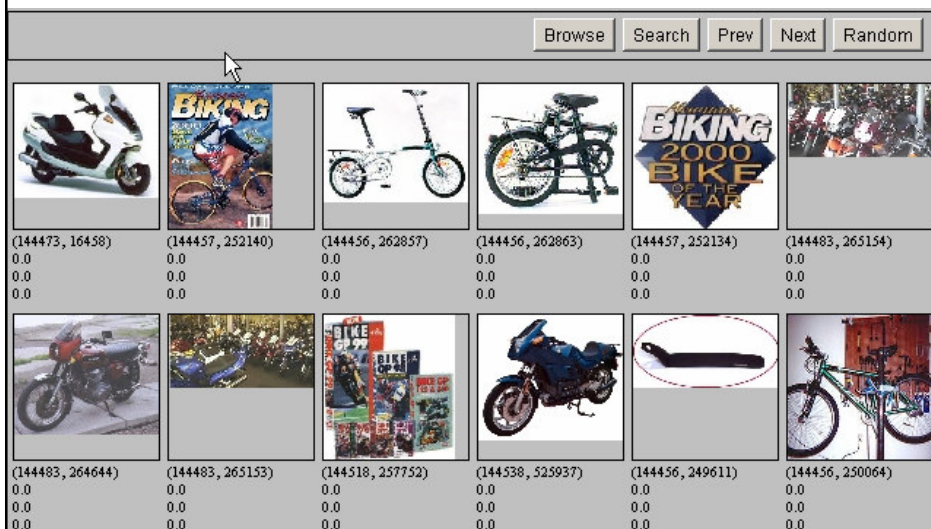 Browse Search Prev Next Random
BIKING
BIKING
2000
BIKE
OF THE
YEAR
(144473, 16458) (144457, 252140) (144456, 262857) (144456, 262863) (144457, 252134) (144483, 265154)
0.0 0.0 0.0 0.0 0.0 0.0
0.0 0.0 0.0 0.0 0.0 0.0
0.0 0.0 0.0 0.0 0.0 0.0
BIKE
GP 99
BIKE
GP 98
BIKE GP
(144483, 264644) (144483, 265153) (144518, 257752) (144538, 525937) (144456, 249611) (144456, 250064)
0.0 0.0 0.0 0.0 0.0 0.0
0.0 0.0 0.0 0.0 0.0 0.0
0.0 0.0 0.0 0.0 0.0 0.0